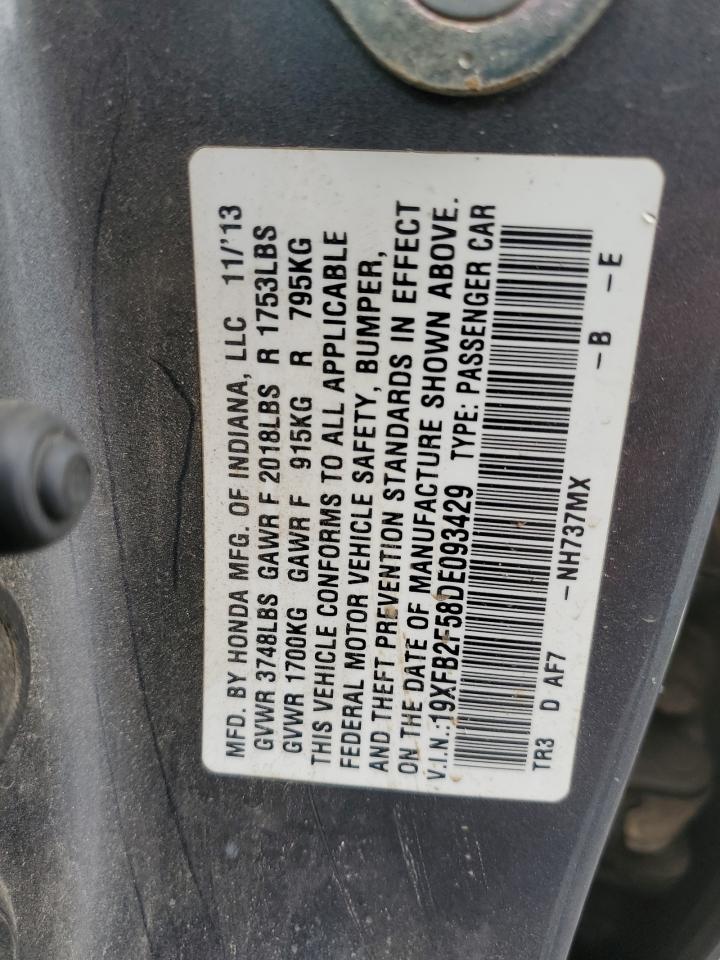 MFD. BY HONDA MFG. OF INDIANA, LLC 11/'13
GVWR 3748LBS GAWR F 2018LBS R 1753LBS
GVWR 1700KG GAWR F 915KG R 795KG
THIS VEHICLE CONFORMS TO ALL APPLICABLE
FEDERAL MOTOR VEHICLE SAFETY, BUMPER,
AND THEFT PREVENTION STANDARDS IN EFFECT
ON THE DATE OF MANUFACTURE SHOWN ABOVE.
V.I.N.:19XFB2F58DE093429 TYPE: PASSENGER CAR
TR3 D AF7 -NH737MX -B -E